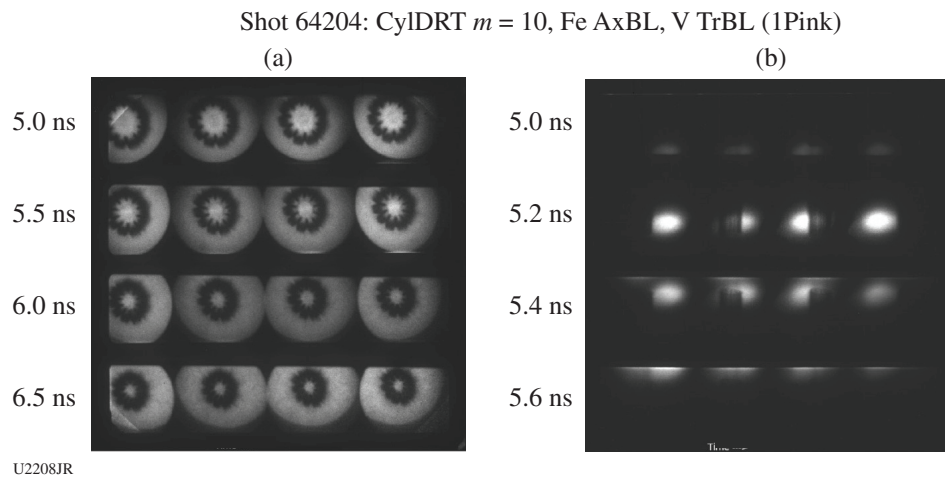 Shot 64204: CylDRT m = 10, Fe AxBL, V TrBL (1Pink)
(a) (b)
5.0 ns 5.0 ns
5.5 ns 5.2 ns
6.0 ns 5.4 ns
6.5 ns 5.6 ns
U2208JR